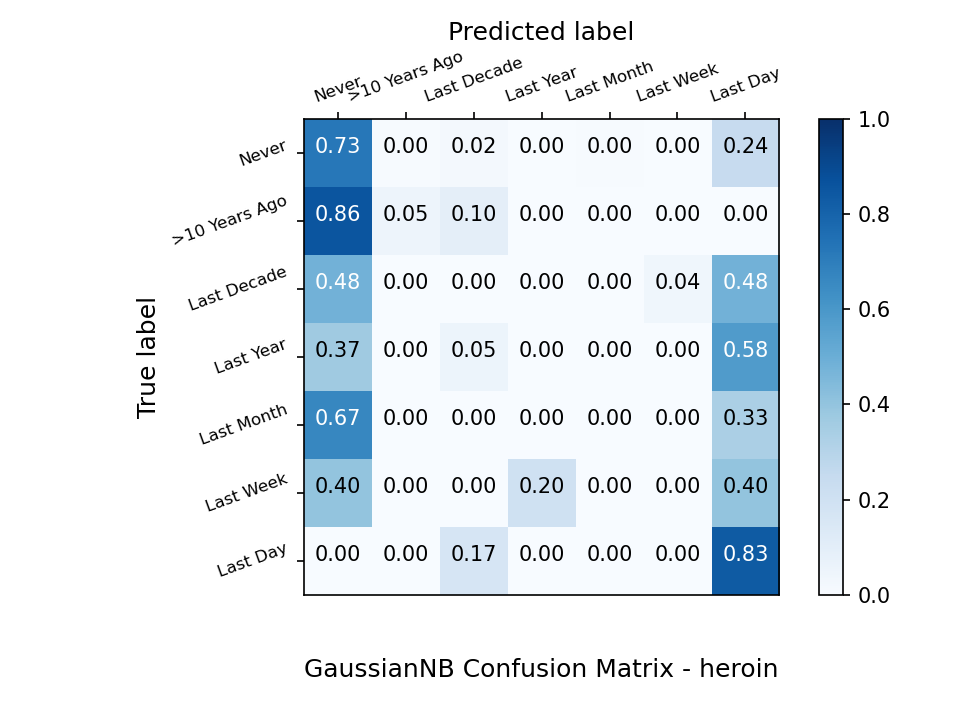 Predicted label
Never
>10 Years Ago
Last Decade
Last Year
Last Month
Last Week
Last Day
True label
Never 0.73 0.00 0.02 0.00 0.00 0.00 0.24
>10 Years Ago 0.86 0.05 0.10 0.00 0.00 0.00 0.00
Last Decade 0.48 0.00 0.00 0.00 0.00 0.04 0.48
Last Year 0.37 0.00 0.05 0.00 0.00 0.00 0.58
Last Month 0.67 0.00 0.00 0.00 0.00 0.00 0.33
Last Week 0.40 0.00 0.00 0.20 0.00 0.00 0.40
Last Day 0.00 0.00 0.17 0.00 0.00 0.00 0.83
1.0
0.8
0.6
0.4
0.2
0.0
GaussianNB Confusion Matrix - heroin